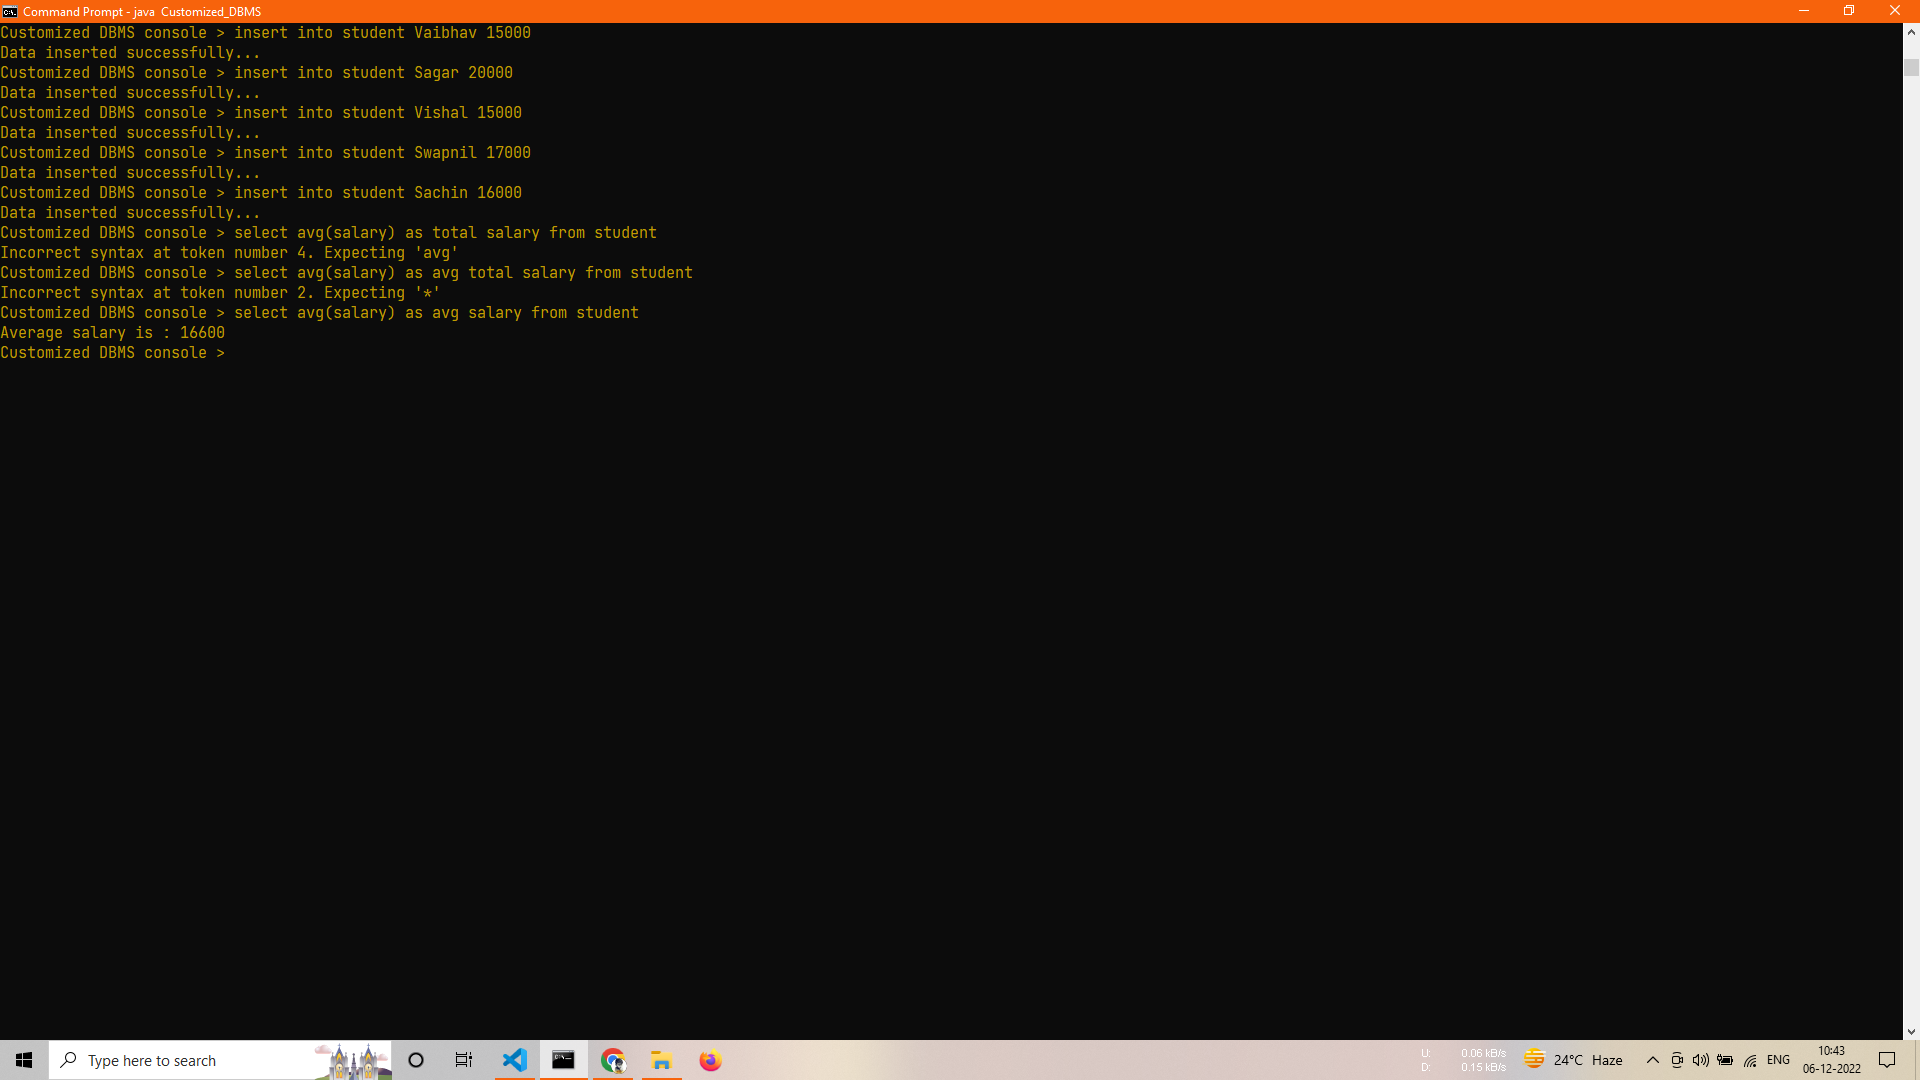 Command Prompt - java  Customized_DBMS
Customized DBMS console > insert into student Vaibhav 15000
Data inserted successfully...
Customized DBMS console > insert into student Sagar 20000
Data inserted successfully...
Customized DBMS console > insert into student Vishal 15000
Data inserted successfully...
Customized DBMS console > insert into student Swapnil 17000
Data inserted successfully...
Customized DBMS console > insert into student Sachin 16000
Data inserted successfully...
Customized DBMS console > select avg(salary) as total salary from student
Incorrect syntax at token number 4. Expecting 'avg'
Customized DBMS console > select avg(salary) as avg total salary from student
Incorrect syntax at token number 2. Expecting '*'
Customized DBMS console > select avg(salary) as avg salary from student
Average salary is : 16600
Customized DBMS console >
Type here to search
U: 0.06 kB/s
D: 0.15 kB/s
24°C Haze
ENG
10:43
06-12-2022